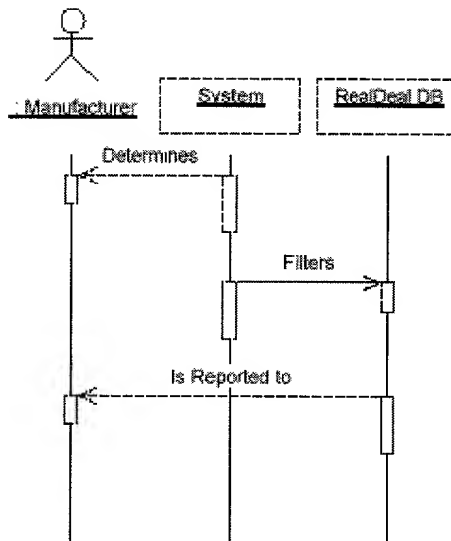 : Manufacturer
System
RealDeal DB
Determines
Filters
Is Reported to